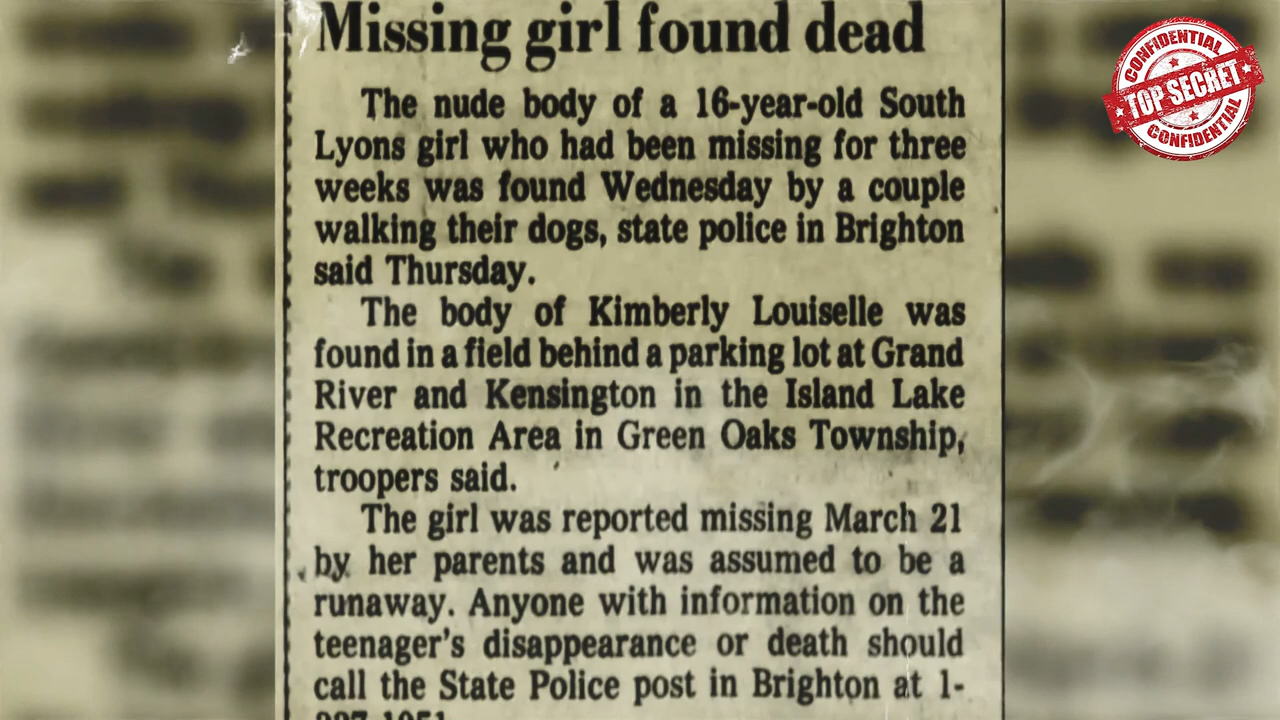 Missing girl found dead
The nude body of a 16-year-old South
Lyons girl who had been missing for three
weeks was found Wednesday by a couple
walking their dogs, state police in Brighton
said Thursday.
The body of Kimberly Louiselle was
found in a field behind a parking lot at Grand
River and Kensington in the Island Lake
Recreation Area in Green Oaks Township,
troopers said.
The girl was reported missing March 21
by her parents and was assumed to be a
runaway. Anyone with information on the
teenager's disappearance or death should
call the State Police post in Brighton at 1-
CONFIDENTIAL
TOP SECRET
CONFIDENTIAL